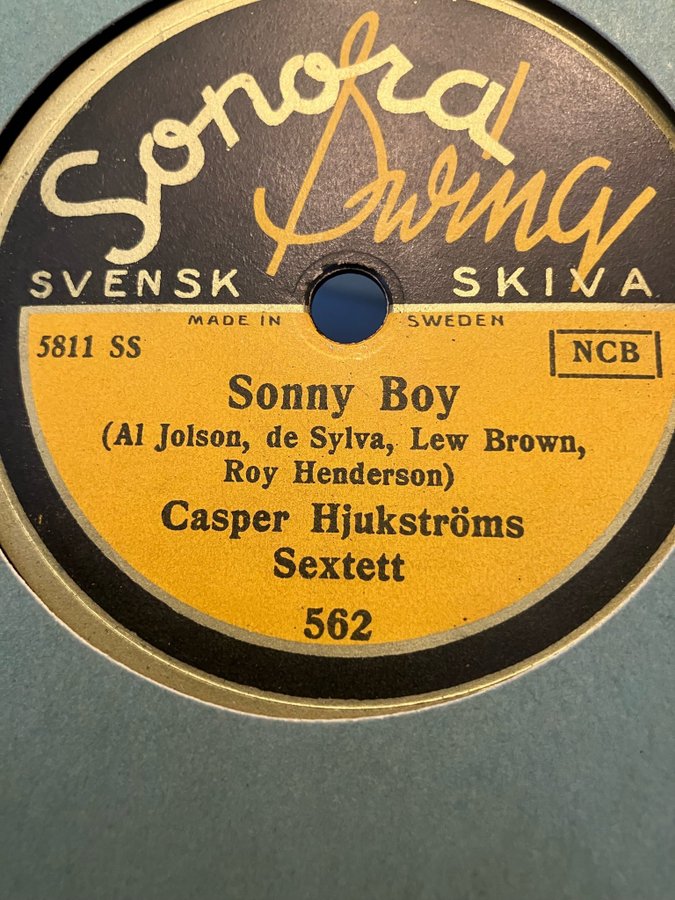 Sonora
Swing
SVENSK SKIVA
MADE IN SWEDEN
5811 SS
NCB
Sonny Boy
(Al Jolson, de Sylva, Lew Brown,
Roy Henderson)
Casper Hjukströms
Sextett
562